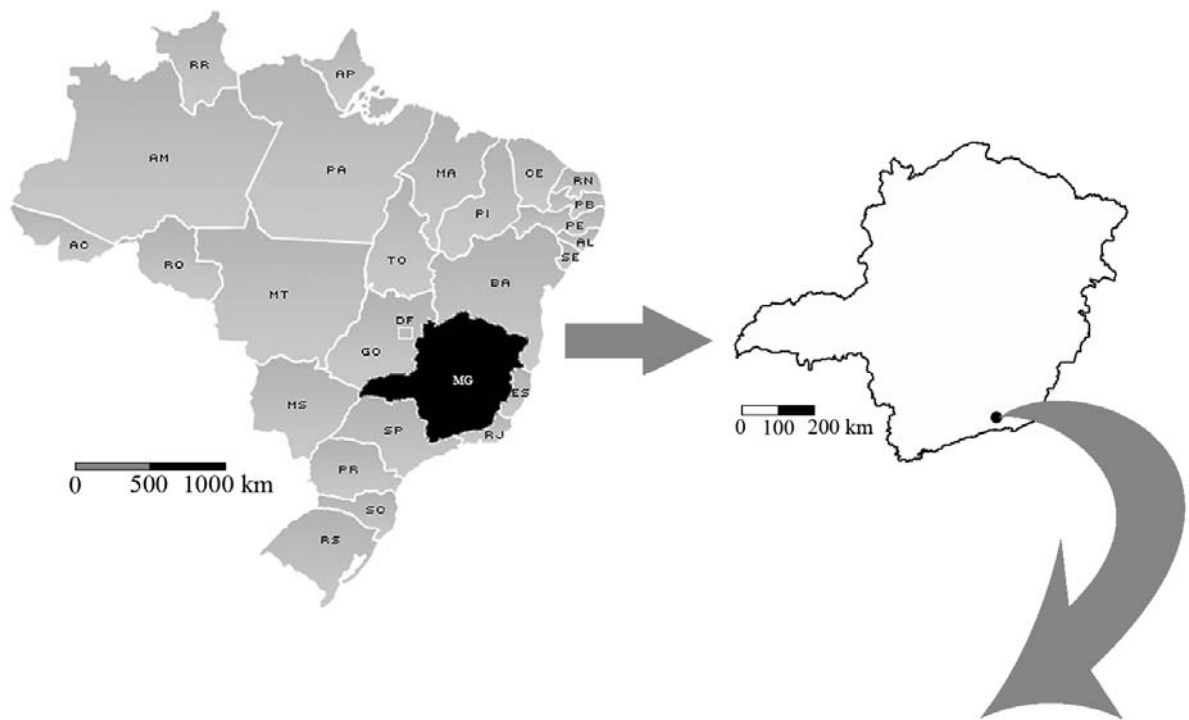 RR
AP
AM
PA
MA
CE
RN
PB
PI
PE
AL
AC
SE
TO
RO
BA
MT
DF
GO
MG
ES
MS
SP
RJ
PR
0 500 1000 km
SC
RS
0 100 200 km